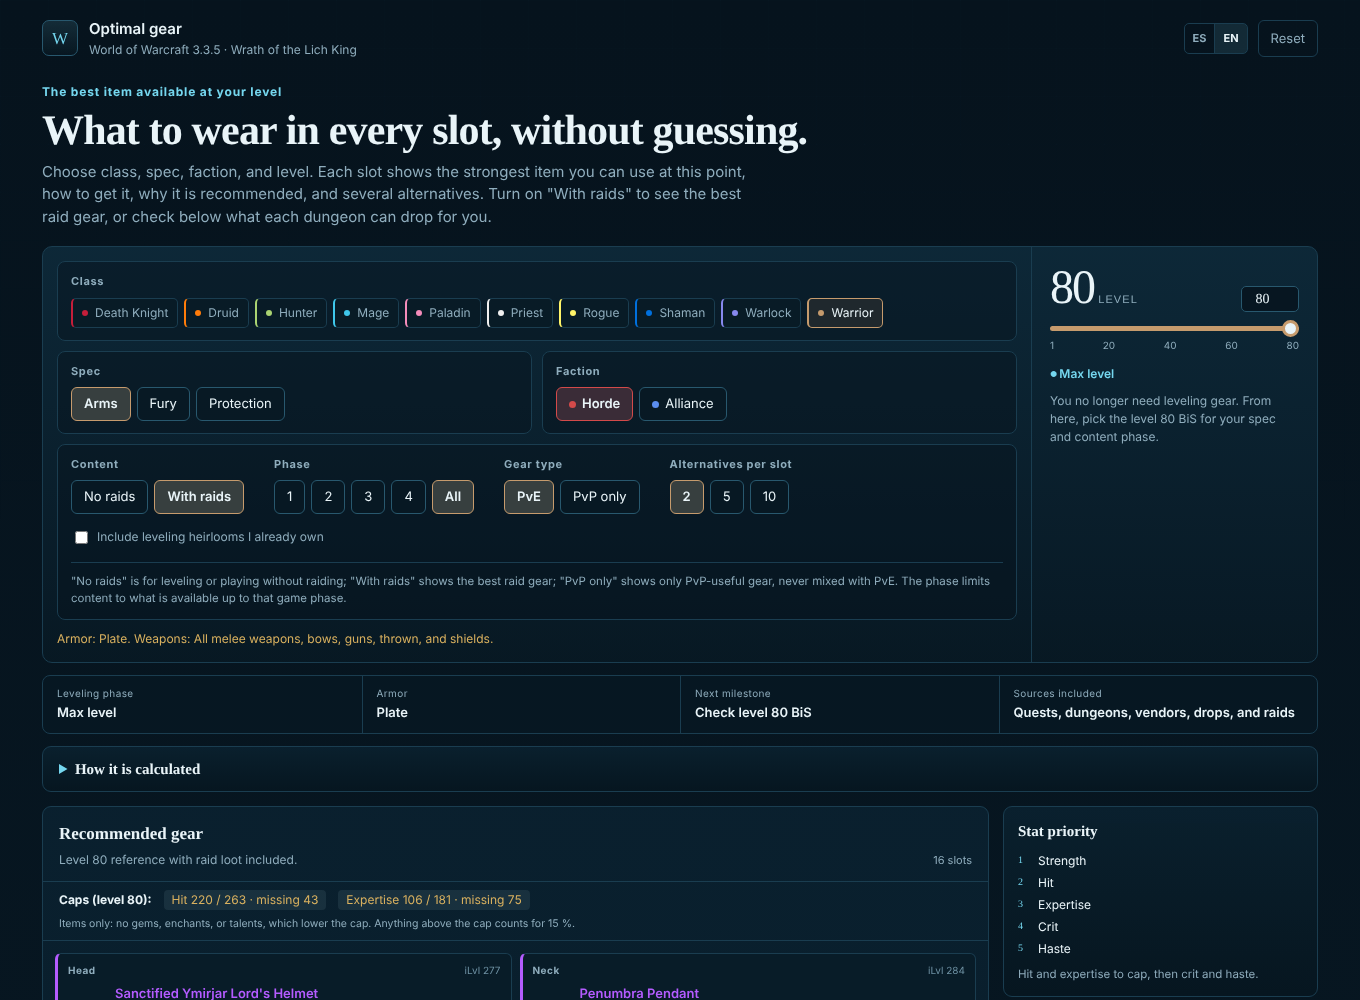 W
Optimal gear
World of Warcraft 3.3.5 · Wrath of the Lich King
ES EN Reset
The best item available at your level
What to wear in every slot, without guessing.
Choose class, spec, faction, and level. Each slot shows the strongest item you can use at this point,
how to get it, why it is recommended, and several alternatives. Turn on "With raids" to see the best
raid gear, or check below what each dungeon can drop for you.
Class
Death Knight Druid Hunter Mage Paladin Priest Rogue Shaman Warlock Warrior
Spec
Arms Fury Protection
Faction
Horde Alliance
Content
No raids With raids
Phase
1 2 3 4 All
Gear type
PvE PvP only
Alternatives per slot
2 5 10
Include leveling heirlooms I already own
"No raids" is for leveling or playing without raiding; "With raids" shows the best raid gear; "PvP only" shows only PvP-useful gear, never mixed with PvE. The phase limits
content to what is available up to that game phase.
Armor: Plate. Weapons: All melee weapons, bows, guns, thrown, and shields.
80 LEVEL 80
1 20 40 60 80
Max level
You no longer need leveling gear. From
here, pick the level 80 BiS for your spec
and content phase.
Leveling phase
Max level
Armor
Plate
Next milestone
Check level 80 BiS
Sources included
Quests, dungeons, vendors, drops, and raids
How it is calculated
Recommended gear
Level 80 reference with raid loot included.
16 slots
Caps (level 80): Hit 220 / 263 · missing 43 Expertise 106 / 181 · missing 75
Items only: no gems, enchants, or talents, which lower the cap. Anything above the cap counts for 15 %.
Head iLvl 277
Sanctified Ymirjar Lord's Helmet
Neck iLvl 284
Penumbra Pendant
Stat priority
1 Strength
2 Hit
3 Expertise
4 Crit
5 Haste
Hit and expertise to cap, then crit and haste.